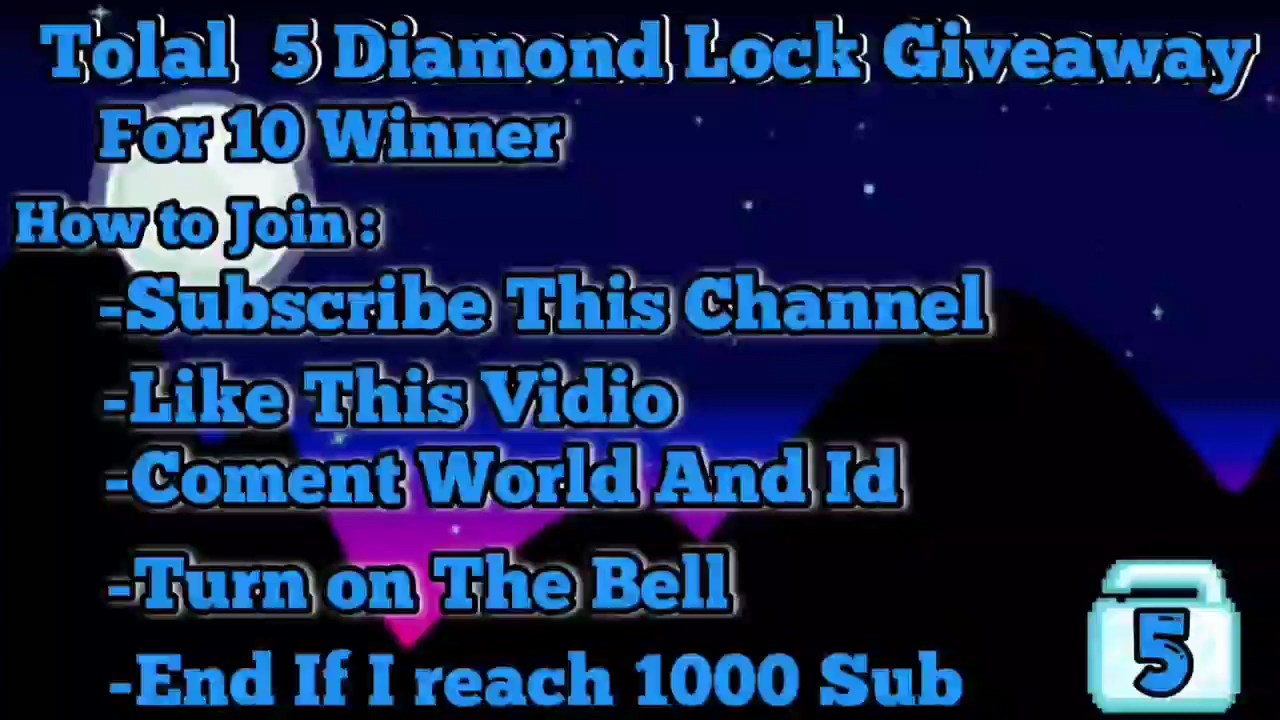 Tolal 5 Diamond Lock Giveaway
For 10 Winner
How to Join :
-Subscribe This Channel
-Like This Vidio
-Coment World And Id
-Turn on The Bell
-End If I reach 1000 Sub
5